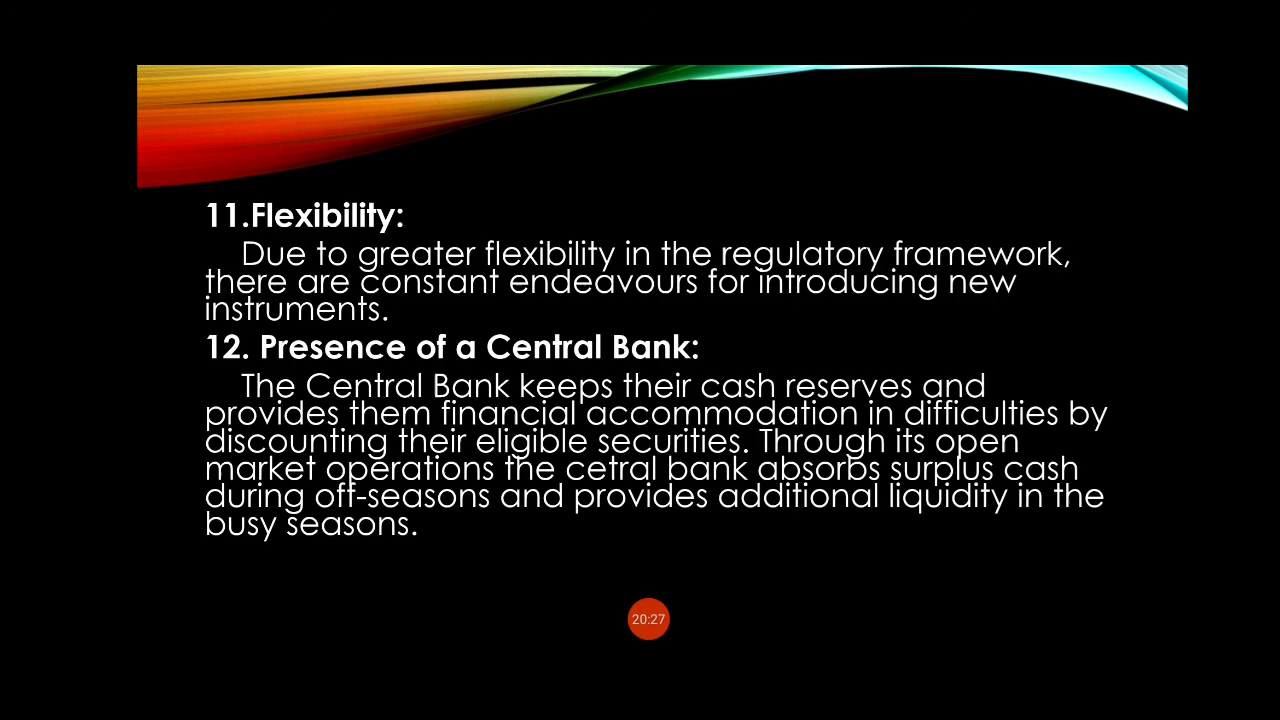 11.Flexibility:
Due to greater flexibility in the regulatory framework,
there are constant endeavours for introducing new
instruments.
12. Presence of a Central Bank:
The Central Bank keeps their cash reserves and
provides them financial accommodation in difficulties by
discounting their eligible securities. Through its open
market operations the cetral bank absorbs surplus cash
during off-seasons and provides additional liquidity in the
busy seasons.
20:27